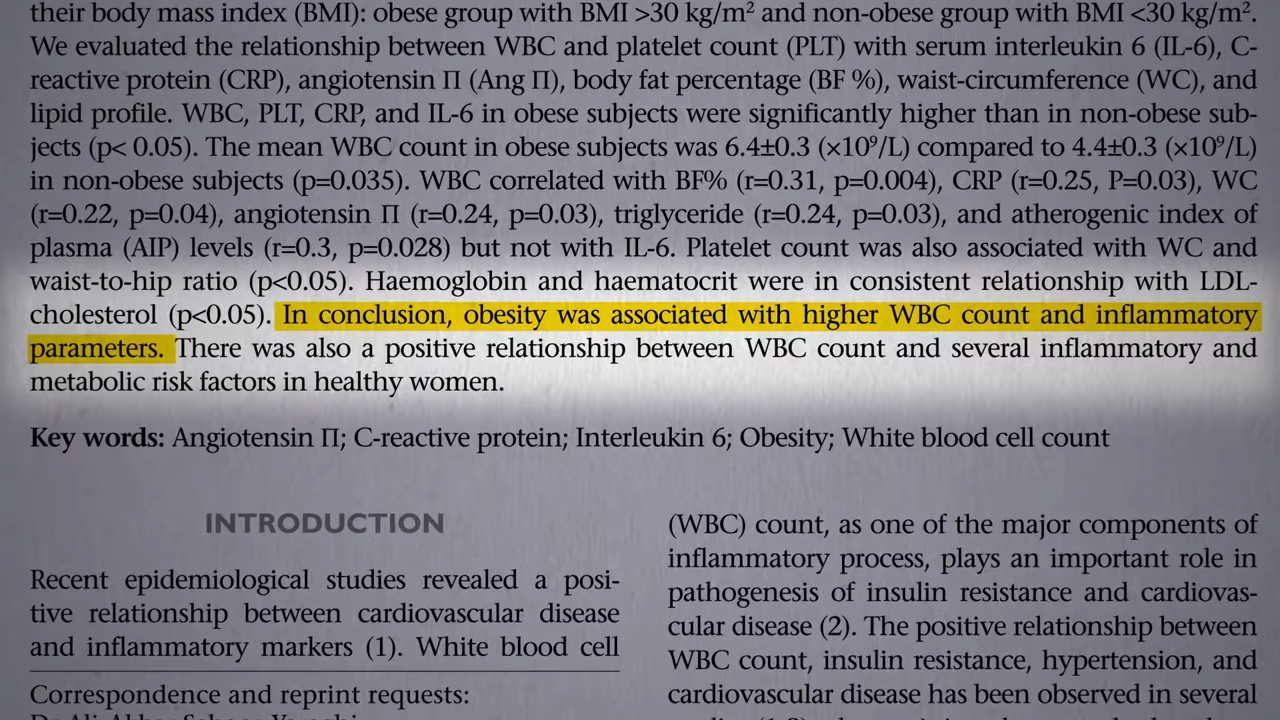 their body mass index (BMI): obese group with BMI >30 kg/m² and non-obese group with BMI <30 kg/m².
We evaluated the relationship between WBC and platelet count (PLT) with serum interleukin 6 (IL-6), C-
reactive protein (CRP), angiotensin Π (Ang Π), body fat percentage (BF %), waist-circumference (WC), and
lipid profile. WBC, PLT, CRP, and IL-6 in obese subjects were significantly higher than in non-obese sub-
jects (p< 0.05). The mean WBC count in obese subjects was 6.4±0.3 (×10⁹/L) compared to 4.4±0.3 (×10⁹/L)
in non-obese subjects (p=0.035). WBC correlated with BF% (r=0.31, p=0.004), CRP (r=0.25, P=0.03), WC
(r=0.22, p=0.04), angiotensin Π (r=0.24, p=0.03), triglyceride (r=0.24, p=0.03), and atherogenic index of
plasma (AIP) levels (r=0.3, p=0.028) but not with IL-6. Platelet count was also associated with WC and
waist-to-hip ratio (p<0.05). Haemoglobin and haematocrit were in consistent relationship with LDL-
cholesterol (p<0.05). In conclusion, obesity was associated with higher WBC count and inflammatory
parameters. There was also a positive relationship between WBC count and several inflammatory and
metabolic risk factors in healthy women.
Key words: Angiotensin Π; C-reactive protein; Interleukin 6; Obesity; White blood cell count
INTRODUCTION
Recent epidemiological studies revealed a posi-
tive relationship between cardiovascular disease
and inflammatory markers (1). White blood cell
Correspondence and reprint requests:
(WBC) count, as one of the major components of
inflammatory process, plays an important role in
pathogenesis of insulin resistance and cardiovas-
cular disease (2). The positive relationship between
WBC count, insulin resistance, hypertension, and
cardiovascular disease has been observed in several